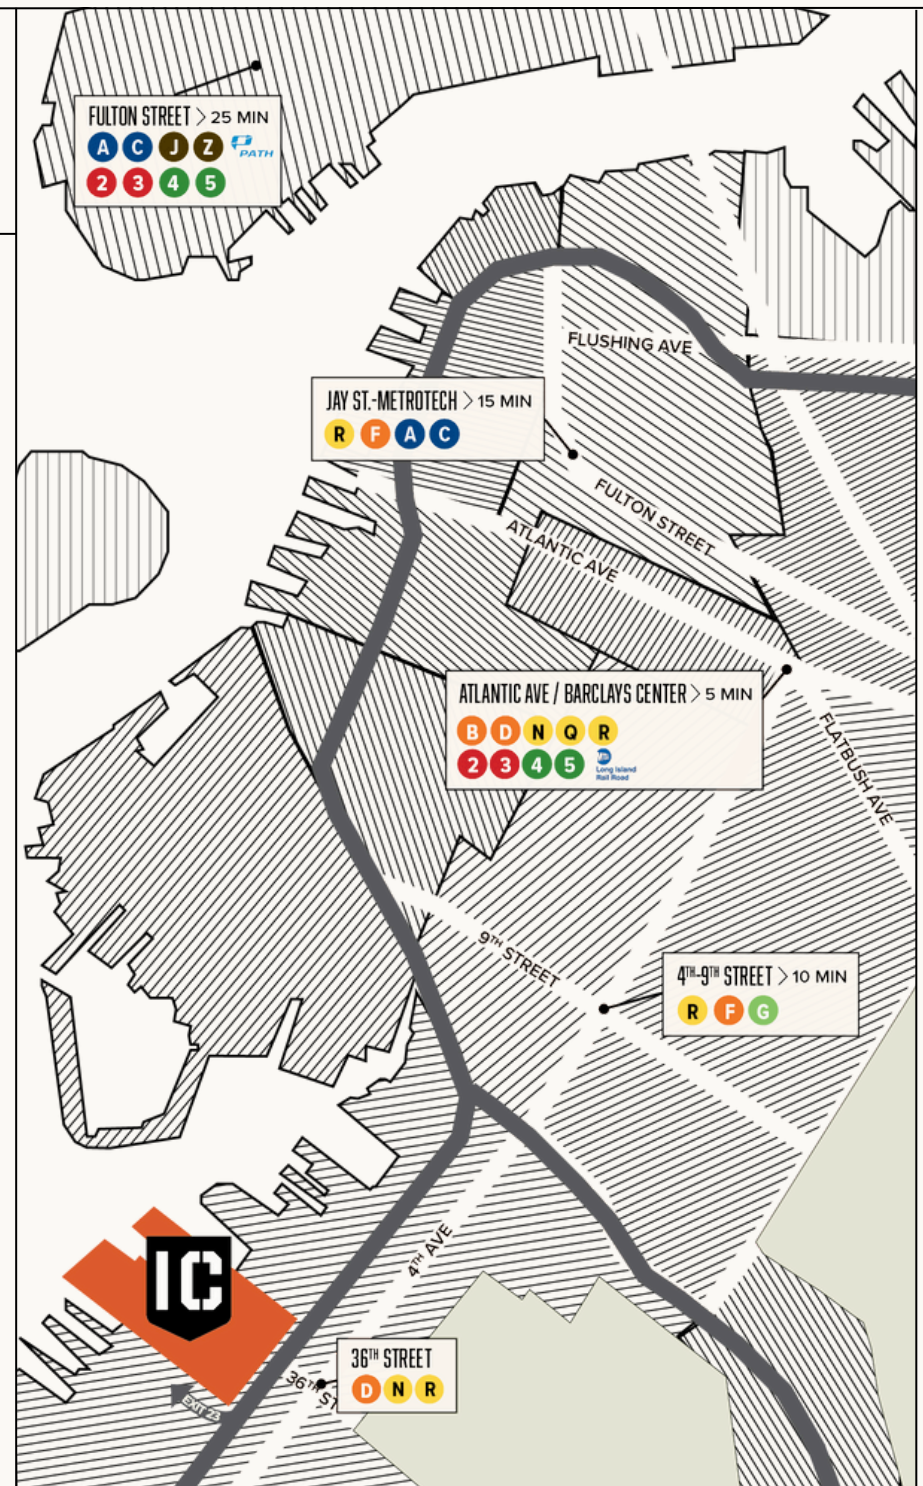 FULTON STREET > 25 MIN
A C J Z PATH
2 3 4 5
FLUSHING AVE
JAY ST.-METROTECH > 15 MIN
R F A C
FULTON STREET
ATLANTIC AVE
ATLANTIC AVE / BARCLAYS CENTER > 5 MIN
B D N Q R
2 3 4 5
Long Island
Rail Road
FLATBUSH AVE
9TH STREET
4TH-9TH STREET > 10 MIN
R F G
4TH AVE
IC
36TH STREET
D N R
36TH ST